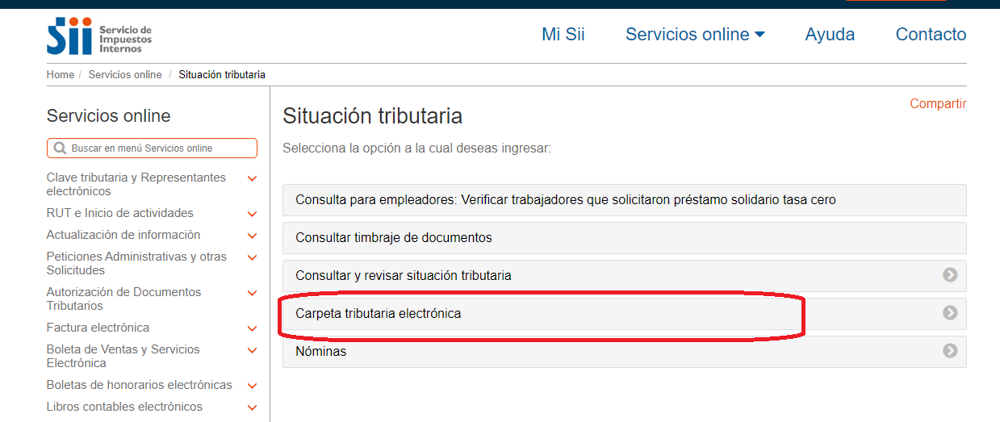 sii Servicio de
Impuestos
Internos
Mi Sii
Servicios online
Ayuda
Contacto
Home / Servicios online / Situación tributaria
Servicios online
Buscar en menú Servicios online
Clave tributaria y Representantes
electrónicos
RUT e Inicio de actividades
Actualización de información
Peticiones Administrativas y otras
Solicitudes
Autorización de Documentos
Tributarios
Factura electrónica
Boleta de Ventas y Servicios
Electrónica
Boletas de honorarios electrónicas
Libros contables electrónicos
Compartir
Situación tributaria
Selecciona la opción a la cual deseas ingresar:
Consulta para empleadores: Verificar trabajadores que solicitaron préstamo solidario tasa cero
Consultar timbraje de documentos
Consultar y revisar situación tributaria
Carpeta tributaria electrónica
Nóminas